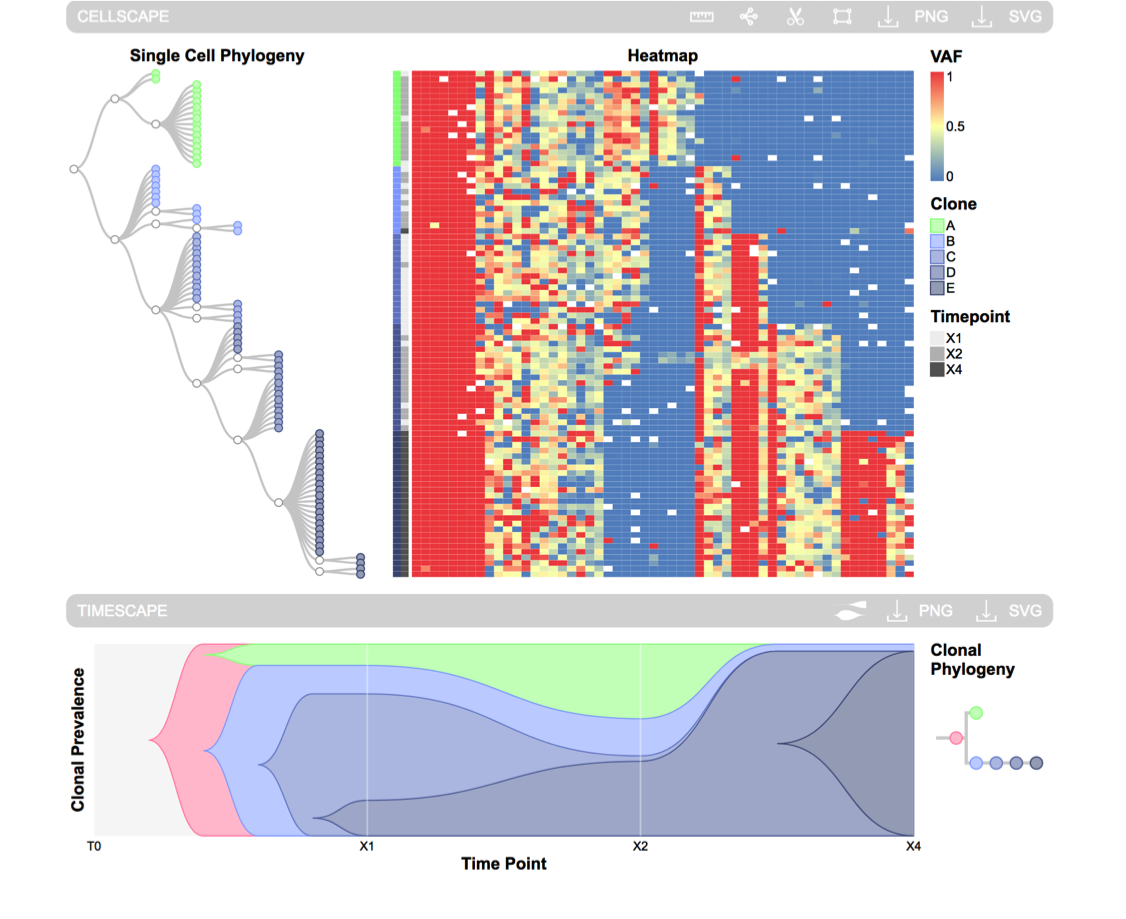 CELLSCAPE
PNG
SVG
Single Cell Phylogeny
Heatmap
VAF
1
0.5
0
Clone
A
B
C
D
E
Timepoint
X1
X2
X4
TIMESCAPE
PNG
SVG
Clonal Prevalence
T0
X1
X2
X4
Time Point
Clonal
Phylogeny